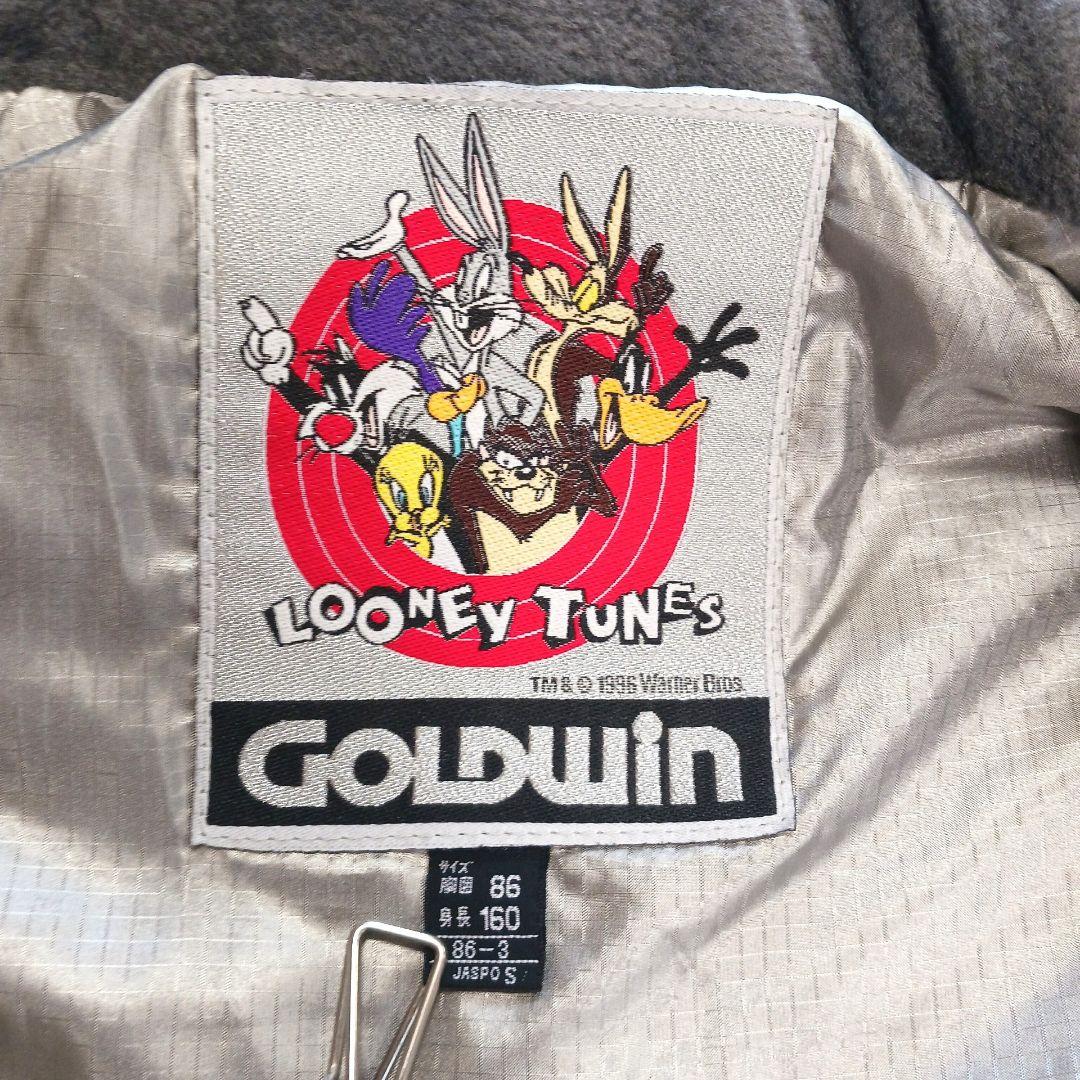 LOONEY TUNES
TM & © 1996 Warner Bros.
GOLDWIN
サイズ
胸囲 86
身長 160
86-3
JASPO S